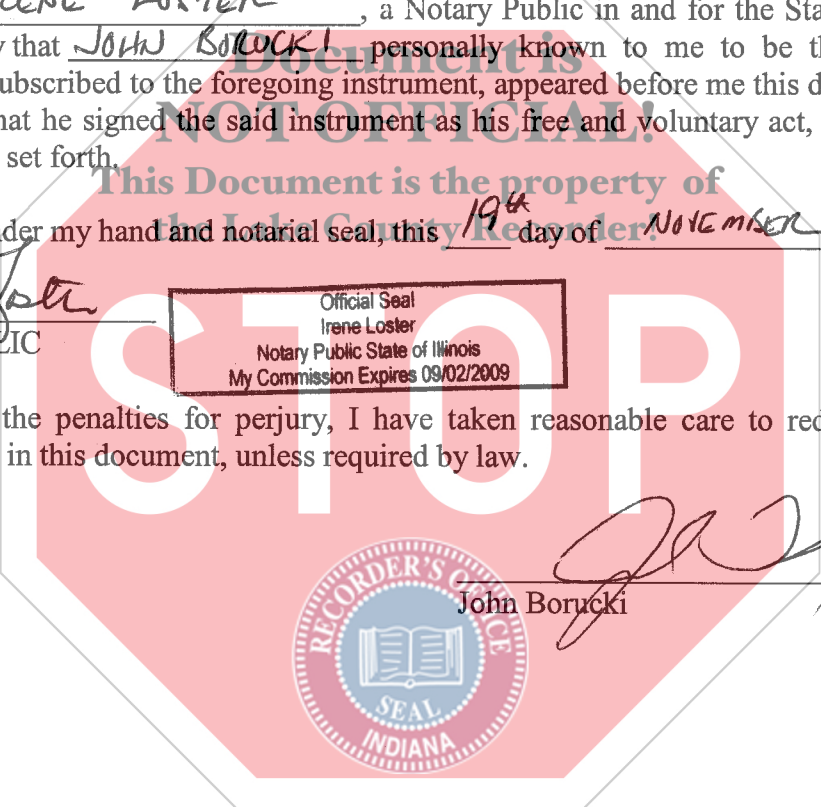 LOSTER , a Notary Public in and for the Sta
y that JOHN BORUCKI personally known to me to be th
Document is
ubscribed to the foregoing instrument, appeared before me this d
NOT OFFICIAL!
hat he signed the said instrument as his free and voluntary act,
set forth.
This Document is the property of
the Lake County Recorder!
der my hand and notarial seal, this 19th day of NOVEMBER
LIC
Official Seal
Irene Loster
Notary Public State of Illinois
My Commission Expires 09/02/2009
STOP
the penalties for perjury, I have taken reasonable care to red
in this document, unless required by law.
John Borucki
RECORDER'S OFFICE
SEAL
INDIANA